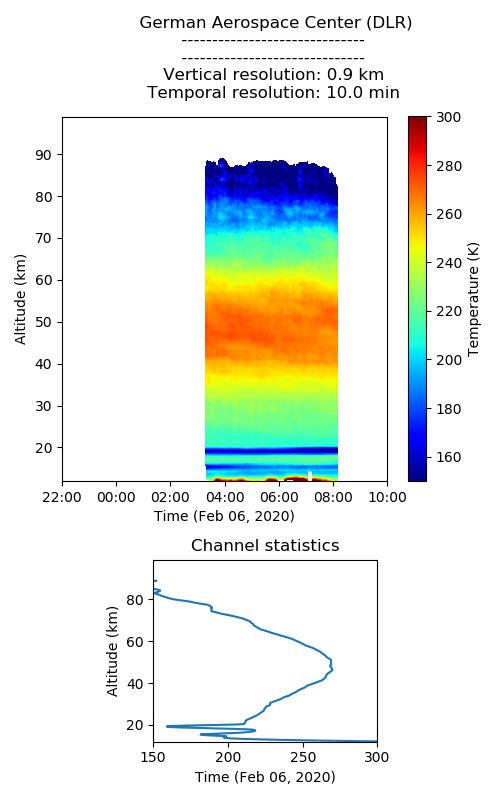 German Aerospace Center (DLR)
--------------------------
--------------------------
Vertical resolution: 0.9 km
Temporal resolution: 10.0 min
Altitude (km)
90
80
70
60
50
40
30
20
22:00 00:00 02:00 04:00 06:00 08:00 10:00
Time (Feb 06, 2020)
300
280
260
240
220
200
180
160
Temperature (K)
Channel statistics
Altitude (km)
80
60
40
20
150 200 250 300
Time (Feb 06, 2020)